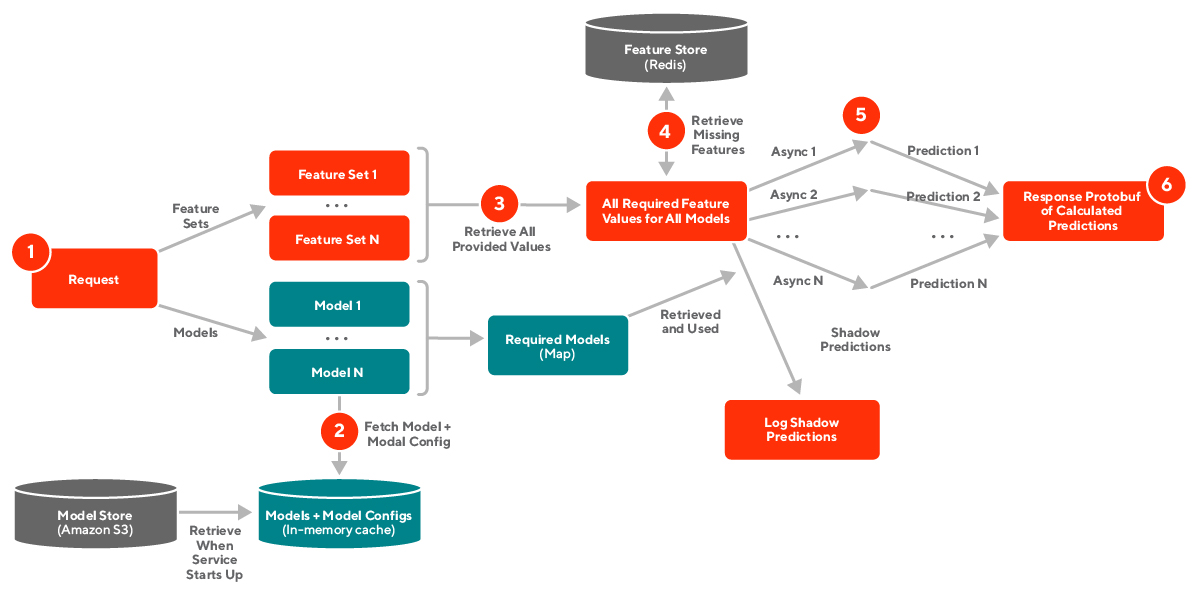 Feature Store
(Redis)
4
Retrieve
Missing
Features
5
Async 1
Prediction 1
Async 2
Prediction 2
...
...
Async N
Prediction N
6
Response Protobuf
of Calculated
Predictions
All Required Feature
Values for All Models
3
Retrieve All
Provided Values
Feature Set 1
...
Feature Set N
Feature
Sets
1
Request
Models
Model 1
...
Model N
Required Models
(Map)
Retrieved
and Used
Shadow
Predictions
Log Shadow
Predictions
2
Fetch Model +
Modal Config
Model Store
(Amazon S3)
Retrieve
When
Service
Starts Up
Models + Model Configs
(In-memory cache)